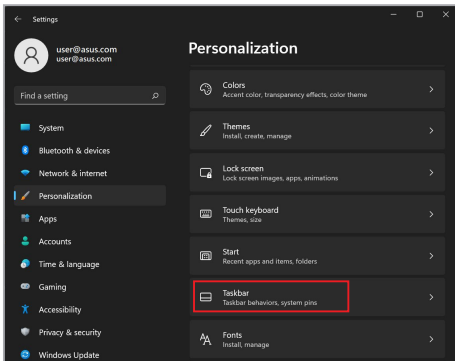 Settings
user@asus.com
user@asus.com
Find a setting
System
Bluetooth & devices
Network & internet
Personalization
Apps
Accounts
Time & language
Gaming
Accessibility
Privacy & security
Windows Update
Personalization
Colors
Accent color, transparency effects, color theme
Themes
Install, create, manage
Lock screen
Lock screen images, apps, animations
Touch keyboard
Themes, size
Start
Recent apps and items, folders
Taskbar
Taskbar behaviors, system pins
Fonts
Install, manage